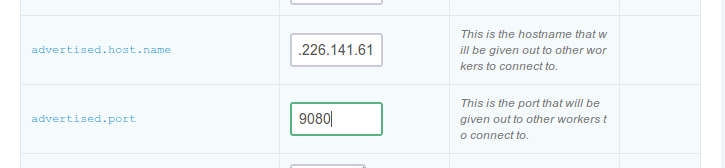 advertised.host.name
.226.141.61
This is the hostname that w
ill be given out to other wor
kers to connect to.
advertised.port
9080
This is the port that will be
given out to other workers t
o connect to.